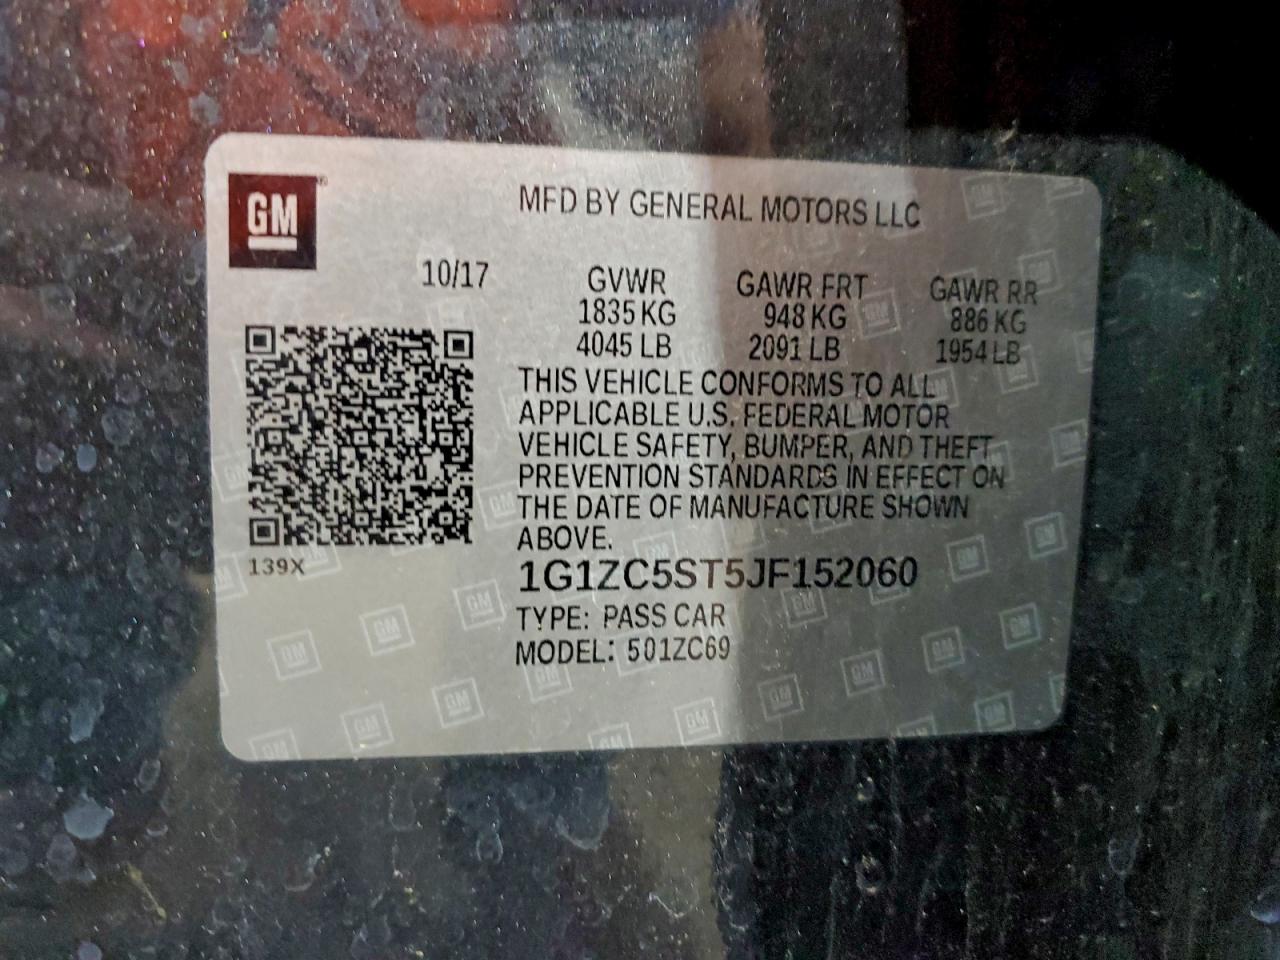 GM
MFD BY GENERAL MOTORS LLC
10/17
GVWR GAWR FRT GAWR RR
1835 KG 948 KG 886 KG
4045 LB 2091 LB 1954 LB
THIS VEHICLE CONFORMS TO ALL
APPLICABLE U.S. FEDERAL MOTOR
VEHICLE SAFETY, BUMPER, AND THEFT
PREVENTION STANDARDS IN EFFECT ON
THE DATE OF MANUFACTURE SHOWN
ABOVE.
139X
1G1ZC5ST5JF152060
TYPE: PASS CAR
MODEL: 501ZC69